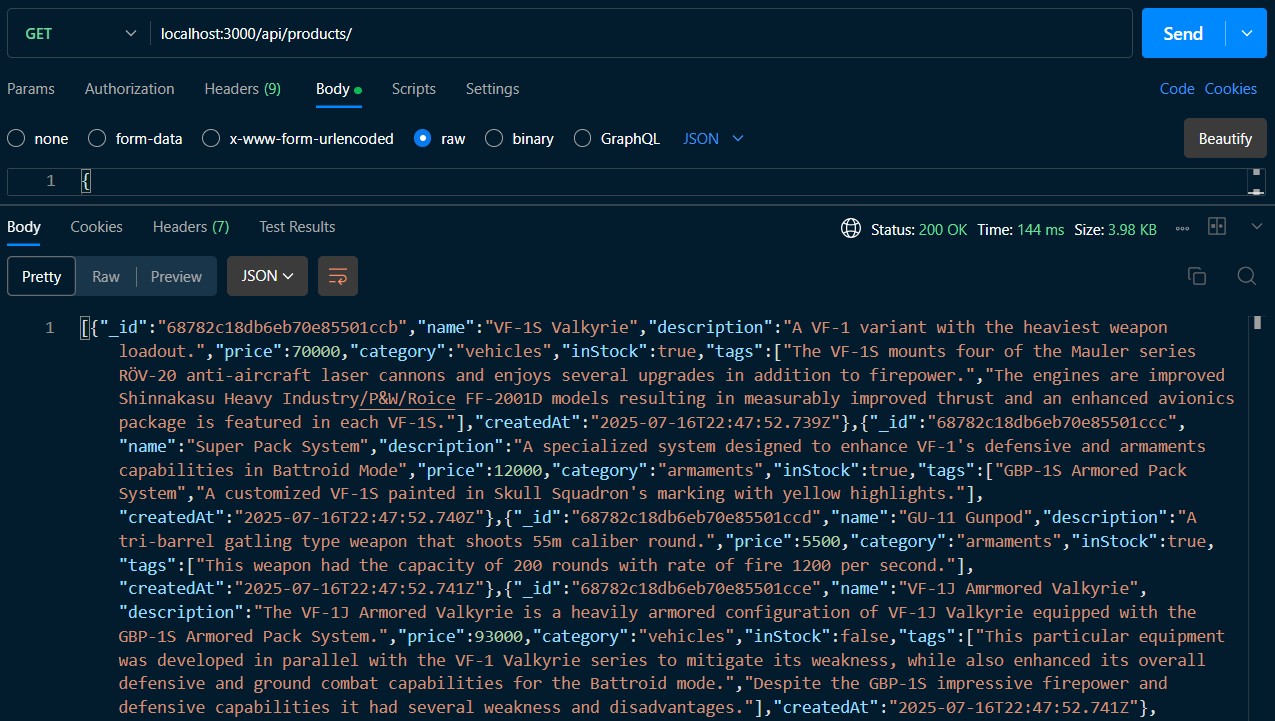 GET localhost:3000/api/products/ Send
Params Authorization Headers (9) Body Scripts Settings Code Cookies
none form-data x-www-form-urlencoded raw binary GraphQL JSON Beautify
1 {
Body Cookies Headers (7) Test Results Status: 200 OK Time: 144 ms Size: 3.98 KB
Pretty Raw Preview JSON
1 [{"_id":"68782c18db6eb70e85501ccb","name":"VF-1S Valkyrie","description":"A VF-1 variant with the heaviest weapon
loadout.","price":70000,"category":"vehicles","inStock":true,"tags":["The VF-1S mounts four of the Mauler series
RÖV-20 anti-aircraft laser cannons and enjoys several upgrades in addition to firepower.","The engines are improved
Shinnakasu Heavy Industry/P&W/Roice FF-2001D models resulting in measurably improved thrust and an enhanced avionics
package is featured in each VF-1S."],"createdAt":"2025-07-16T22:47:52.739Z"},{"_id":"68782c18db6eb70e85501ccc",
"name":"Super Pack System","description":"A specialized system designed to enhance VF-1's defensive and armaments
capabilities in Battroid Mode","price":12000,"category":"armaments","inStock":true,"tags":["GBP-1S Armored Pack
System","A customized VF-1S painted in Skull Squadron's marking with yellow highlights."],
"createdAt":"2025-07-16T22:47:52.740Z"},{"_id":"68782c18db6eb70e85501ccd","name":"GU-11 Gunpod","description":"A
tri-barrel gatling type weapon that shoots 55m caliber round.","price":5500,"category":"armaments","inStock":true,
"tags":["This weapon had the capacity of 200 rounds with rate of fire 1200 per second."],
"createdAt":"2025-07-16T22:47:52.741Z"},{"_id":"68782c18db6eb70e85501cce","name":"VF-1J Amrmored Valkyrie",
"description":"The VF-1J Armored Valkyrie is a heavily armored configuration of VF-1J Valkyrie equipped with the
GBP-1S Armored Pack System.","price":93000,"category":"vehicles","inStock":false,"tags":["This particular equipment
was developed in parallel with the VF-1 Valkyrie series to mitigate its weakness, while also enhanced its overall
defensive and ground combat capabilities for the Battroid mode.","Despite the GBP-1S impressive firepower and
defensive capabilities it had several weakness and disadvantages."],"createdAt":"2025-07-16T22:47:52.741Z"},